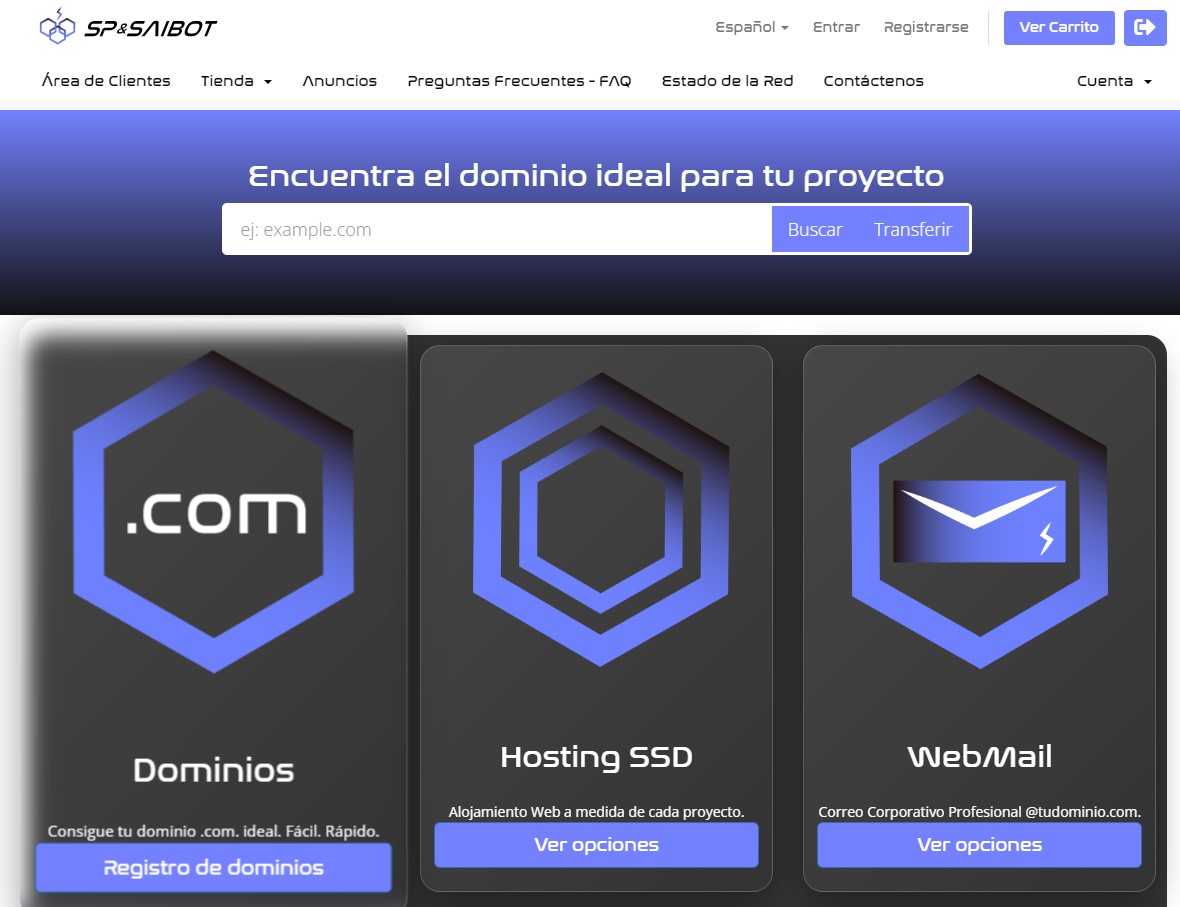 SP&SAIBOT
Español
Entrar
Registrarse
Ver Carrito
Área de Clientes
Tienda
Anuncios
Preguntas Frecuentes - FAQ
Estado de la Red
Contáctenos
Cuenta
Encuentra el dominio ideal para tu proyecto
ej: example.com
Buscar
Transferir
.com
Dominios
Consigue tu dominio .com. ideal. Fácil. Rápido.
Registro de dominios
Hosting SSD
Alojamiento Web a medida de cada proyecto.
Ver opciones
WebMail
Correo Corporativo Profesional @tudominio.com.
Ver opciones